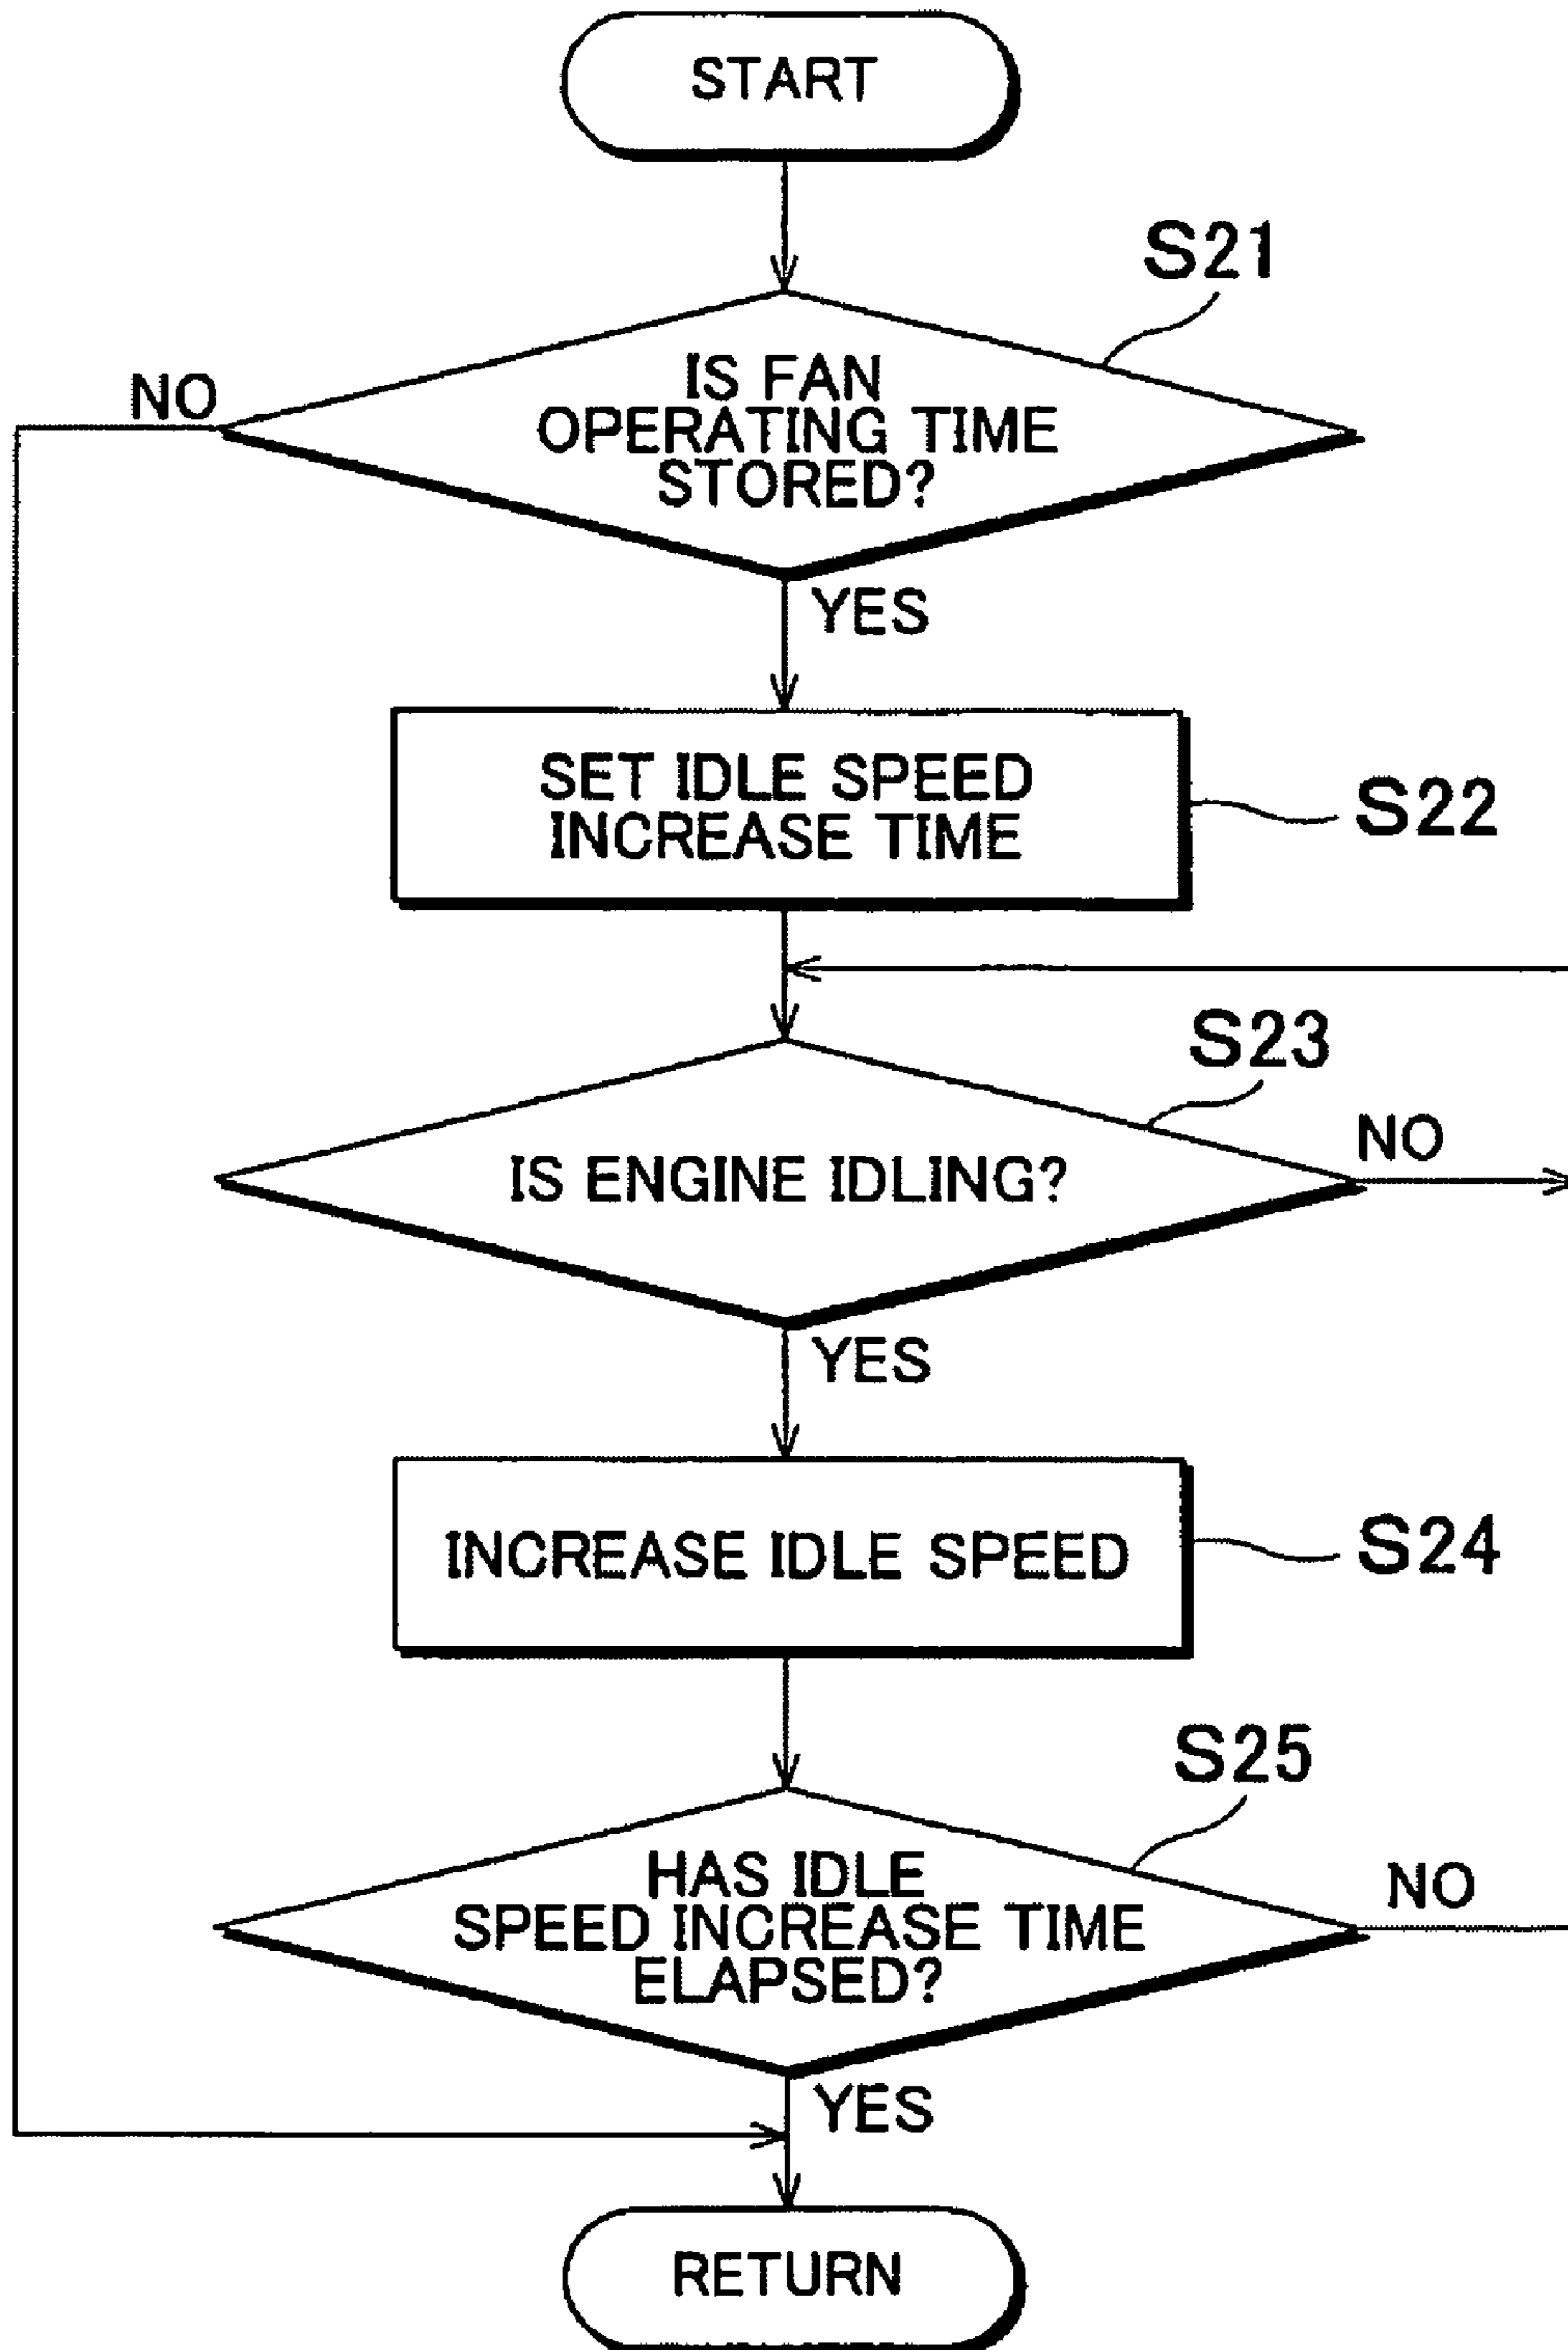 START
S21
NO
IS FAN
OPERATING TIME
STORED?
YES
SET IDLE SPEED
INCREASE TIME
S22
S23
NO
IS ENGINE IDLING?
YES
INCREASE IDLE SPEED
S24
S25
HAS IDLE
SPEED INCREASE TIME
ELAPSED?
NO
YES
RETURN